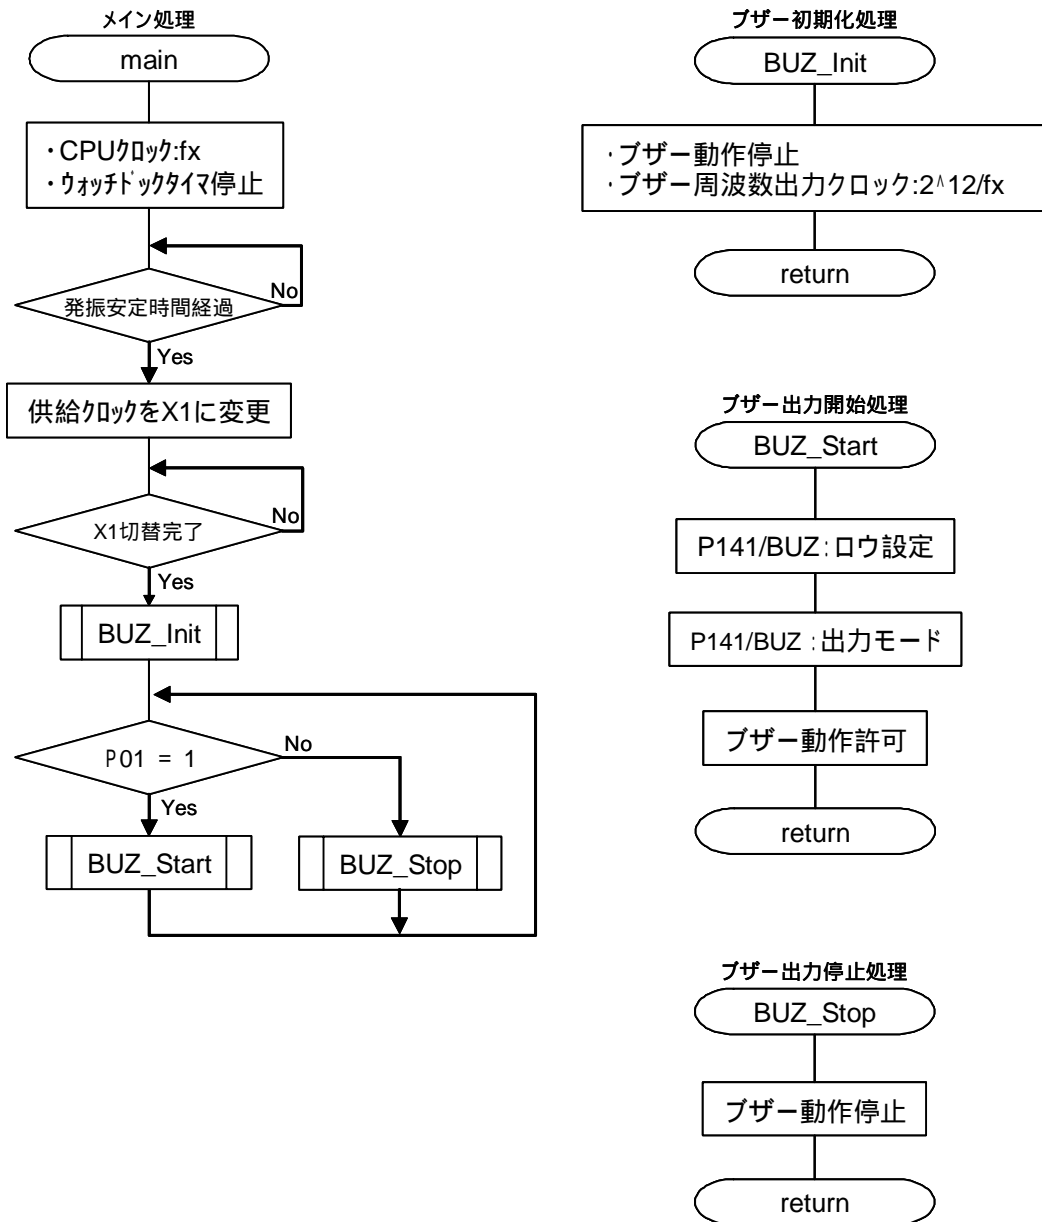 メイン処理
main
・CPUｸﾛｯｸ:fx
・ｳｫｯﾁﾄﾞｯｸﾀｲﾏ停止
発振安定時間経過
No
Yes
供給ｸﾛｯｸをX1に変更
X1切替完了
No
Yes
BUZ_Init
P01 = 1
No
Yes
BUZ_Start
BUZ_Stop
ブザー初期化処理
BUZ_Init
・ブザー動作停止
・ブザー周波数出力クロック:2^12/fx
return
ブザー出力開始処理
BUZ_Start
P141/BUZ:ロウ設定
P141/BUZ:出力モード
ブザー動作許可
return
ブザー出力停止処理
BUZ_Stop
ブザー動作停止
return